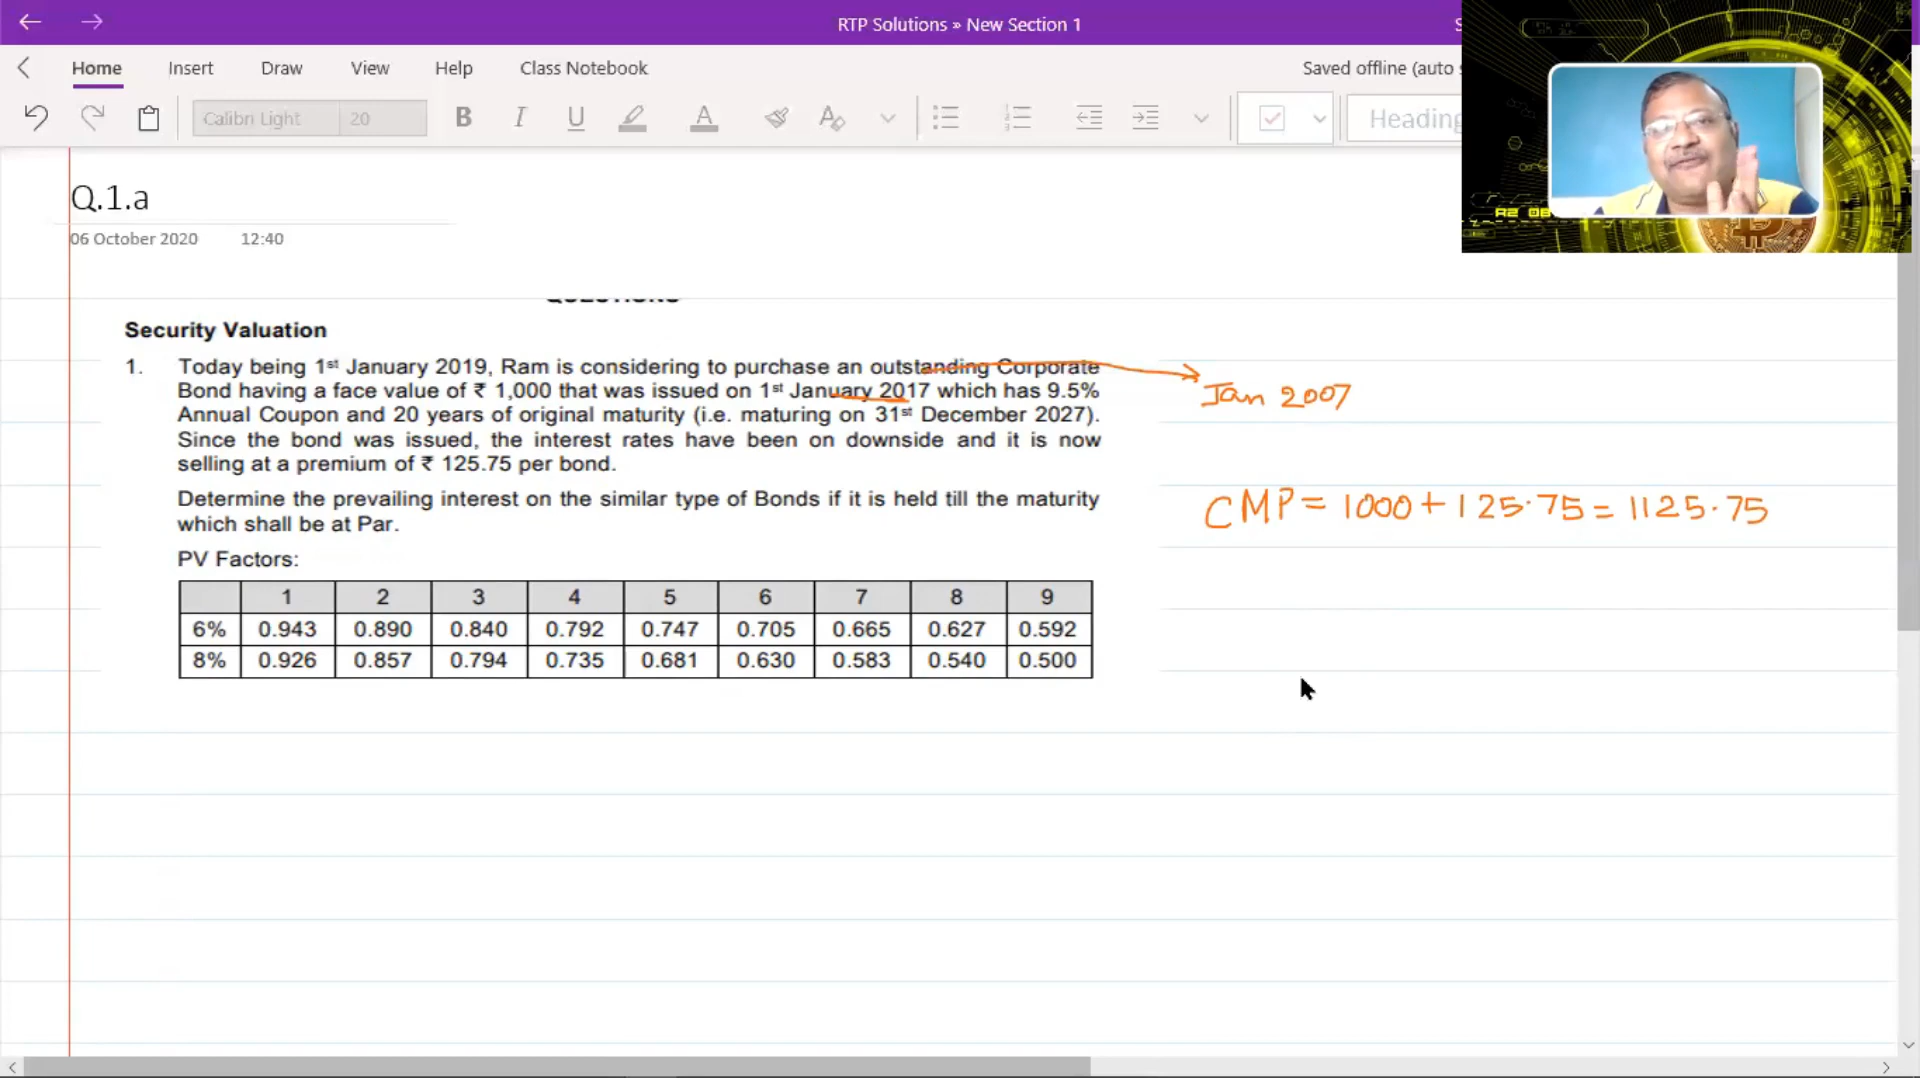 RTP Solutions » New Section 1
Home Insert Draw View Help Class Notebook Saved offline (auto s
Calibri Light 20 B I U A Heading
Q.1.a
06 October 2020 12:40
QUESTIONS
Security Valuation
1. Today being 1st January 2019, Ram is considering to purchase an outstanding Corporate
Bond having a face value of ₹ 1,000 that was issued on 1st January 2017 which has 9.5%
Annual Coupon and 20 years of original maturity (i.e. maturing on 31st December 2027).
Since the bond was issued, the interest rates have been on downside and it is now
selling at a premium of ₹ 125.75 per bond.
Jan 2007
CMP = 1000 + 125.75 = 1125.75
Determine the prevailing interest on the similar type of Bonds if it is held till the maturity
which shall be at Par.
PV Factors:
1 2 3 4 5 6 7 8 9
6% 0.943 0.890 0.840 0.792 0.747 0.705 0.665 0.627 0.592
8% 0.926 0.857 0.794 0.735 0.681 0.630 0.583 0.540 0.500